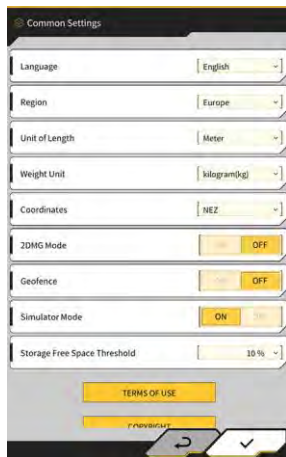 Common Settings
Language English
Region Europe
Unit of Length Meter
Weight Unit kilogram(kg)
Coordinates NEZ
2DMG Mode OFF
Geofence OFF
Simulator Mode ON
Storage Free Space Threshold 10 %
TERMS OF USE
COPYRIGHT